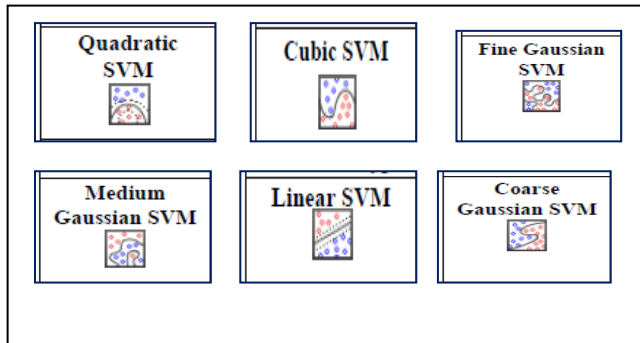 Quadratic
SVM
Cubic SVM
Fine Gaussian
SVM
Medium
Gaussian SVM
Linear SVM
Coarse
Gaussian SVM